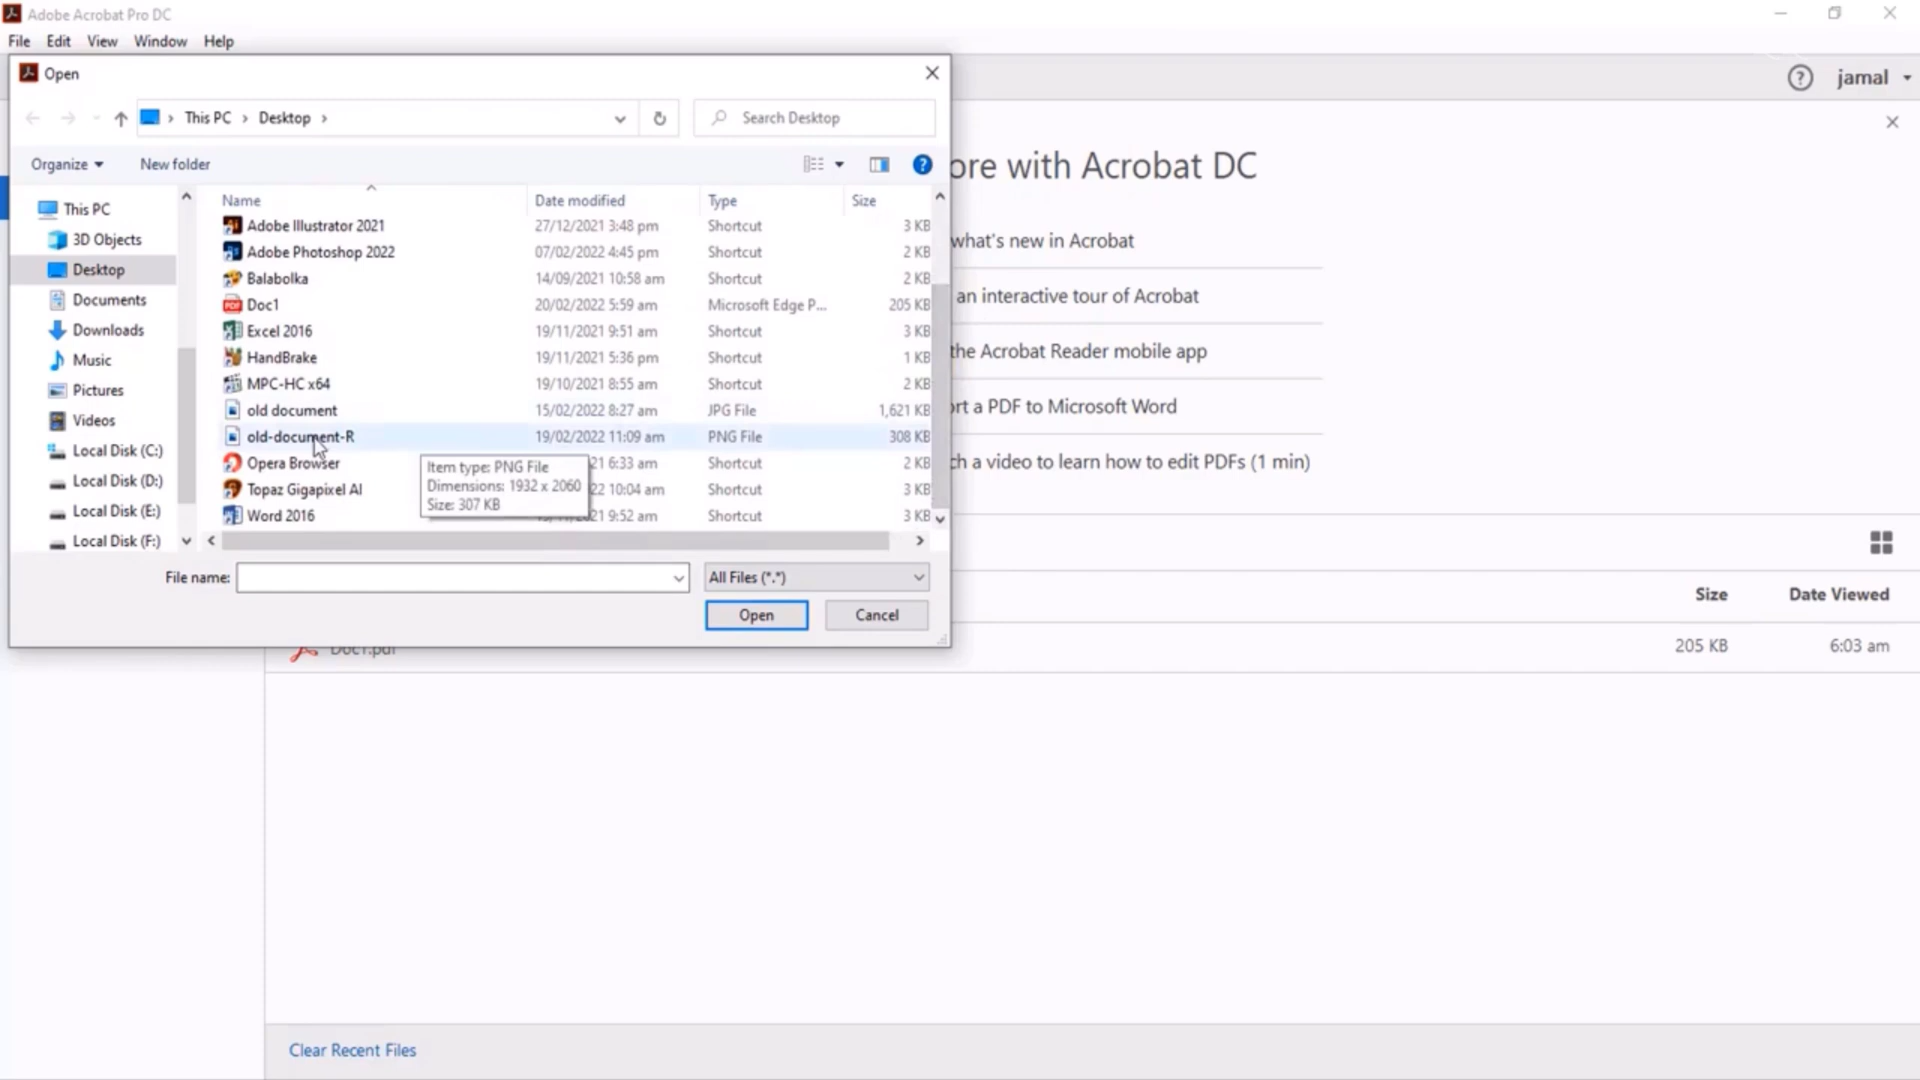 Adobe Acrobat Pro DC
File Edit View Window Help
Open
jamal
This PC Desktop
Search Desktop
Organize New folder
ore with Acrobat DC
Name Date modified Type Size
This PC
3D Objects
Desktop
Documents
Downloads
Music
Pictures
Videos
Local Disk (C:)
Local Disk (D:)
Local Disk (E:)
Local Disk (F:)
Adobe Illustrator 2021 27/12/2021 3:48 pm Shortcut 3 KB
Adobe Photoshop 2022 07/02/2022 4:45 pm Shortcut 2 KB
Balabolka 14/09/2021 10:58 am Shortcut 2 KB
Doc1 20/02/2022 5:59 am Microsoft Edge P... 205 KB
Excel 2016 19/11/2021 9:51 am Shortcut 3 KB
HandBrake 19/11/2021 5:36 pm Shortcut 1 KB
MPC-HC x64 19/10/2021 8:55 am Shortcut 2 KB
old document 15/02/2022 8:27 am JPG File 1,621 KB
old-document-R 19/02/2022 11:09 am PNG File 308 KB
Opera Browser 21 6:33 am Shortcut 2 KB
Topaz Gigapixel AI 22 10:04 am Shortcut 3 KB
Word 2016 21 9:52 am Shortcut 3 KB
Item type: PNG File
Dimensions: 1932 x 2060
Size: 307 KB
what's new in Acrobat
an interactive tour of Acrobat
the Acrobat Reader mobile app
rt a PDF to Microsoft Word
ch a video to learn how to edit PDFs (1 min)
File name: All Files (*.*)
Open Cancel
Size Date Viewed
Doc1.pdf 205 KB 6:03 am
Clear Recent Files